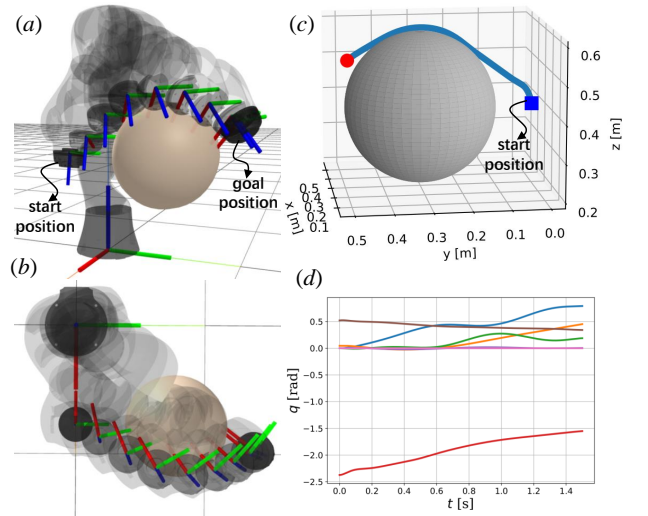 (a)
start
position
goal
position
(b)
(c)
start
position
0.6
0.5
0.4
0.3
0.2
z [m]
0.5
0.4
0.3
0.2
0.1
x [m]
0.5 0.4 0.3 0.2 0.1 0.0
y [m]
(d)
0.5
0.0
−0.5
−1.0
−1.5
−2.0
−2.5
q [rad]
0.0 0.2 0.4 0.6 0.8 1.0 1.2 1.4
t [s]